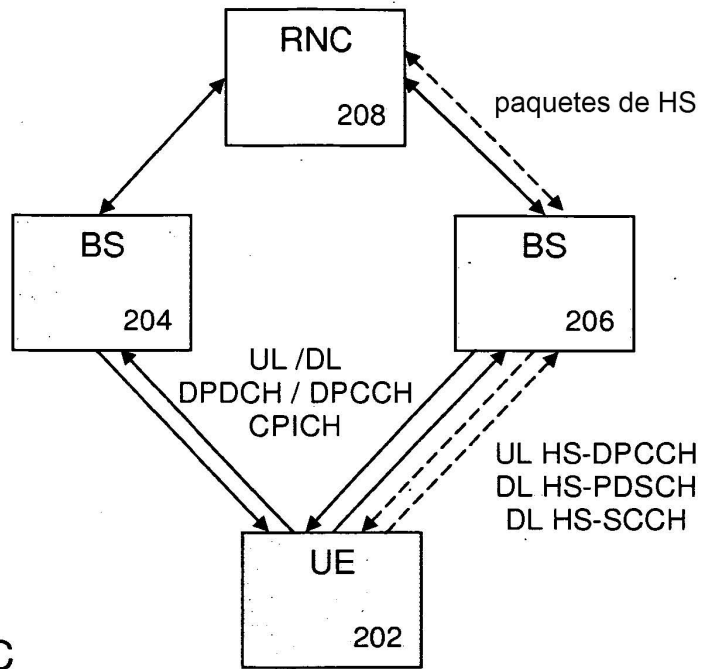 RNC
208
paquetes de HS
BS
204
BS
206
UL /DL
DPDCH / DPCCH
CPICH
UL HS-DPCCH
DL HS-PDSCH
DL HS-SCCH
UE
202